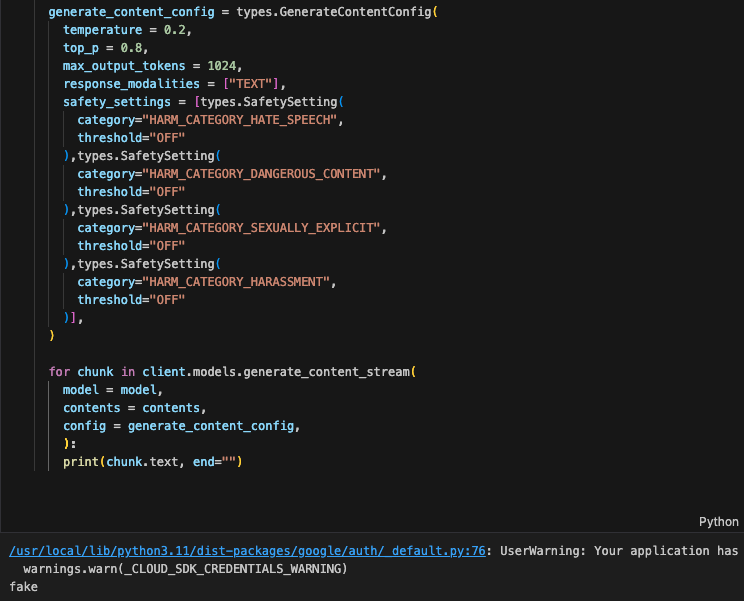 generate_content_config = types.GenerateContentConfig(
temperature = 0.2,
top_p = 0.8,
max_output_tokens = 1024,
response_modalities = ["TEXT"],
safety_settings = [types.SafetySetting(
category="HARM_CATEGORY_HATE_SPEECH",
threshold="OFF"
),types.SafetySetting(
category="HARM_CATEGORY_DANGEROUS_CONTENT",
threshold="OFF"
),types.SafetySetting(
category="HARM_CATEGORY_SEXUALLY_EXPLICIT",
threshold="OFF"
),types.SafetySetting(
category="HARM_CATEGORY_HARASSMENT",
threshold="OFF"
)],
)
for chunk in client.models.generate_content_stream(
model = model,
contents = contents,
config = generate_content_config,
):
print(chunk.text, end="")
Python
/usr/local/lib/python3.11/dist-packages/google/auth/_default.py:76: UserWarning: Your application has
warnings.warn(_CLOUD_SDK_CREDENTIALS_WARNING)
fake